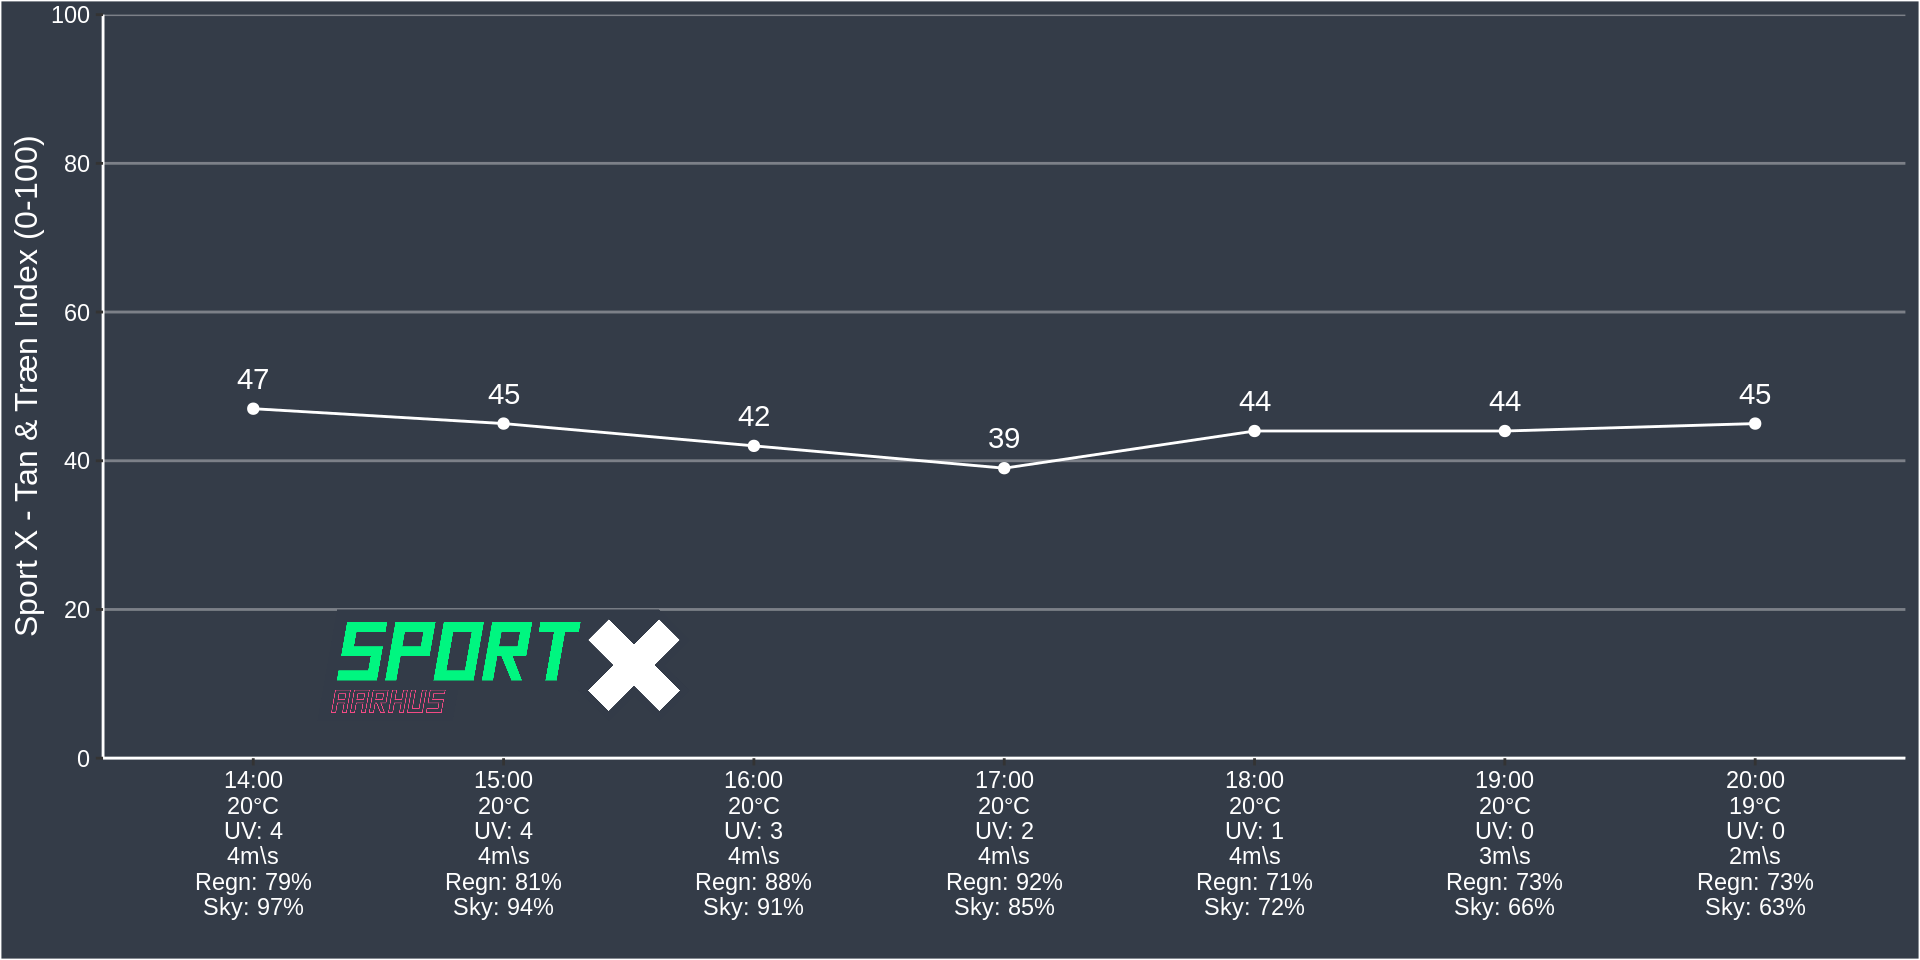 Sport X - Tan & Træn Index (0-100)
100
80
60
40
20
0
47
45
42
39
44
44
45
SPORT X
AARHUS
14:00
20°C
UV: 4
4m\s
Regn: 79%
Sky: 97%
15:00
20°C
UV: 4
4m\s
Regn: 81%
Sky: 94%
16:00
20°C
UV: 3
4m\s
Regn: 88%
Sky: 91%
17:00
20°C
UV: 2
4m\s
Regn: 92%
Sky: 85%
18:00
20°C
UV: 1
4m\s
Regn: 71%
Sky: 72%
19:00
20°C
UV: 0
3m\s
Regn: 73%
Sky: 66%
20:00
19°C
UV: 0
2m\s
Regn: 73%
Sky: 63%